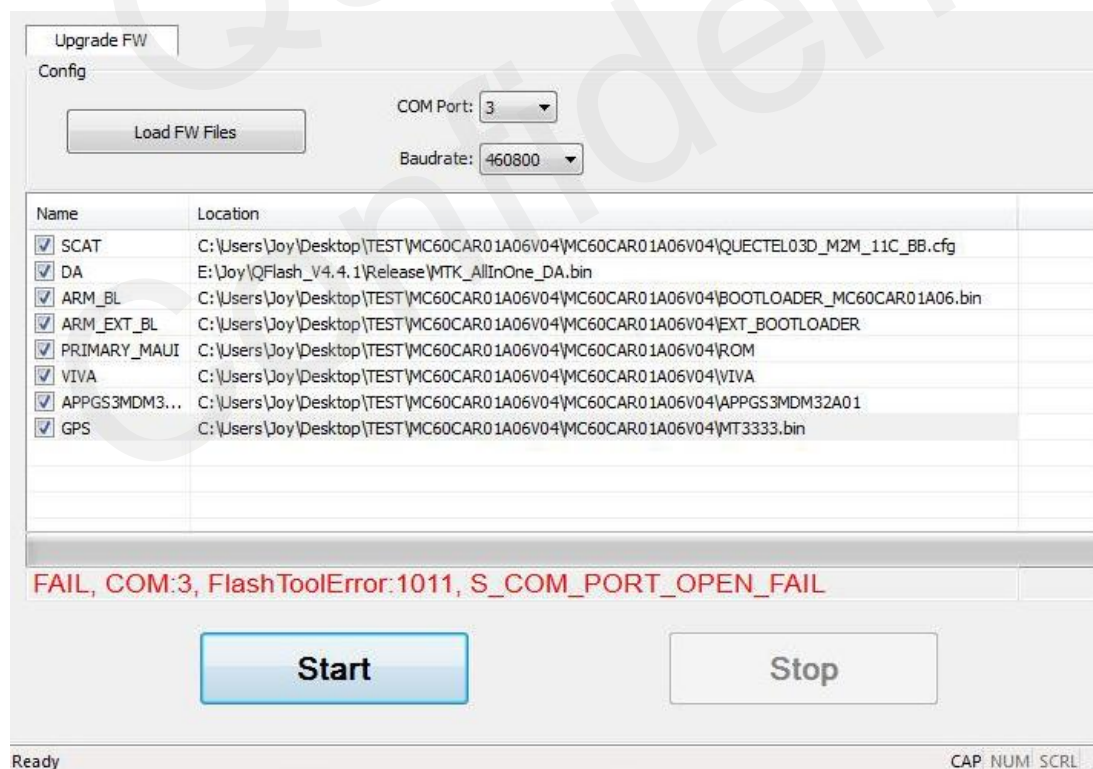 Upgrade FW
Config
Load FW Files
COM Port: 3
Baudrate: 460800
Name Location
SCAT C:\Users\Joy\Desktop\TEST\MC60CAR01A06V04\MC60CAR01A06V04\QUECTEL03D_M2M_11C_BB.cfg
DA E:\Joy\QFlash_V4.4.1\Release\MTK_AllInOne_DA.bin
ARM_BL C:\Users\Joy\Desktop\TEST\MC60CAR01A06V04\MC60CAR01A06V04\BOOTLOADER_MC60CAR01A06.bin
ARM_EXT_BL C:\Users\Joy\Desktop\TEST\MC60CAR01A06V04\MC60CAR01A06V04\EXT_BOOTLOADER
PRIMARY_MAUI C:\Users\Joy\Desktop\TEST\MC60CAR01A06V04\MC60CAR01A06V04\ROM
VIVA C:\Users\Joy\Desktop\TEST\MC60CAR01A06V04\MC60CAR01A06V04\VIVA
APPGS3MDM3... C:\Users\Joy\Desktop\TEST\MC60CAR01A06V04\MC60CAR01A06V04\APPGS3MDM32A01
GPS C:\Users\Joy\Desktop\TEST\MC60CAR01A06V04\MC60CAR01A06V04\MT3333.bin
FAIL, COM:3, FlashToolError:1011, S_COM_PORT_OPEN_FAIL
Start Stop
Ready CAP NUM SCRL